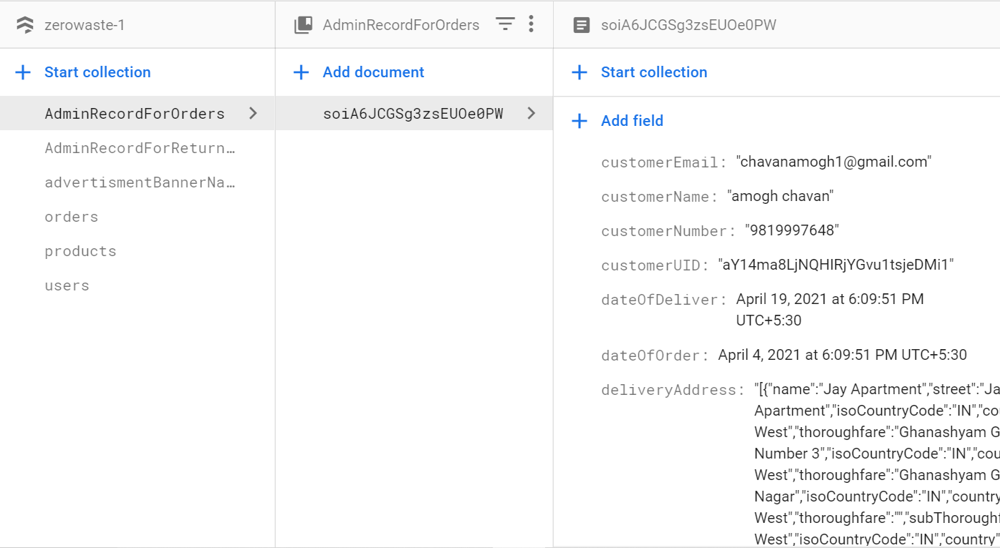 zerowaste-1
Start collection
AdminRecordForOrders
AdminRecordForReturn…
advertismentBannerNa…
orders
products
users
AdminRecordForOrders
Add document
soiA6JCGSg3zsEUOe0PW
soiA6JCGSg3zsEUOe0PW
Start collection
Add field
customerEmail: "chavanamogh1@gmail.com"
customerName: "amogh chavan"
customerNumber: "9819997648"
customerUID: "aY14ma8LjNQHIRjYGvu1tsjeDMi1"
dateOfDeliver: April 19, 2021 at 6:09:51 PM
UTC+5:30
dateOfOrder: April 4, 2021 at 6:09:51 PM UTC+5:30
deliveryAddress: "[{"name":"Jay Apartment","street":"Ja
Apartment","isoCountryCode":"IN","cou
West","thoroughfare":"Ghanashyam G
Number 3","isoCountryCode":"IN","cou
West","thoroughfare":"Ghanashyam G
Nagar","isoCountryCode":"IN","country
West","thoroughfare":"","subThoroughf
West","isoCountryCode":"IN","country"